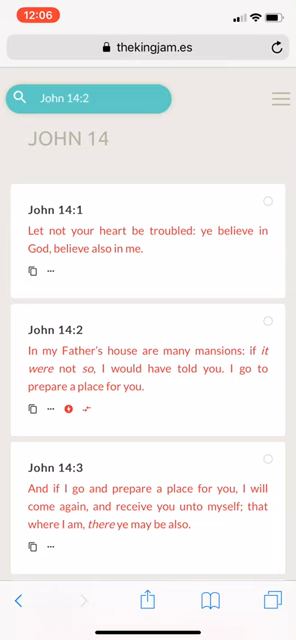 12:06
thekingjam.es
John 14:2
JOHN 14
John 14:1
Let not your heart be troubled: ye believe in
God, believe also in me.
John 14:2
In my Father's house are many mansions: if it
were not so, I would have told you. I go to
prepare a place for you.
John 14:3
And if I go and prepare a place for you, I will
come again, and receive you unto myself; that
where I am, there ye may be also.